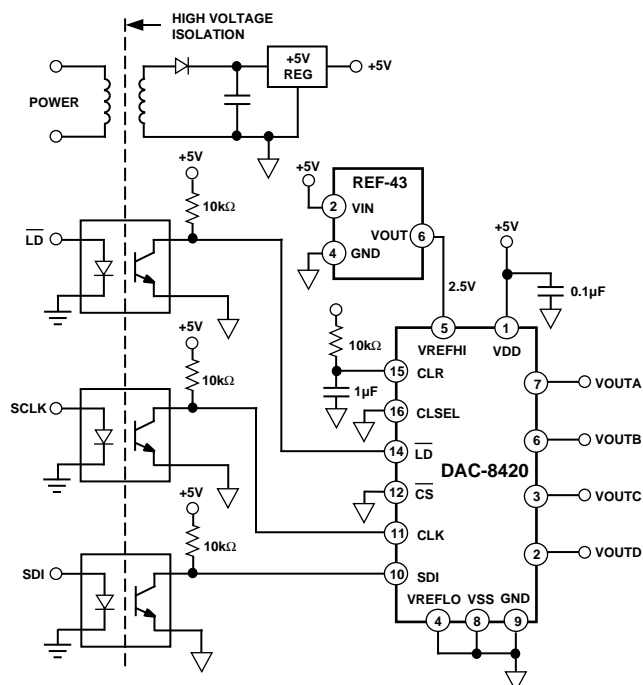 HIGH VOLTAGE
ISOLATION
+5V
REG
+5V
POWER
+5V
10kΩ
LD
+5V
REF-43
2
VIN
VOUT
6
4
GND
2.5V
+5V
0.1µF
5
1
VREFHI
VDD
10kΩ
15
CLR
1µF
16
CLSEL
14
LD
12
CS
11
CLK
10
SDI
DAC-8420
7
VOUTA
6
VOUTB
3
VOUTC
2
VOUTD
VREFLO
VSS
GND
4
8
9
+5V
10kΩ
SCLK
+5V
10kΩ
SDI